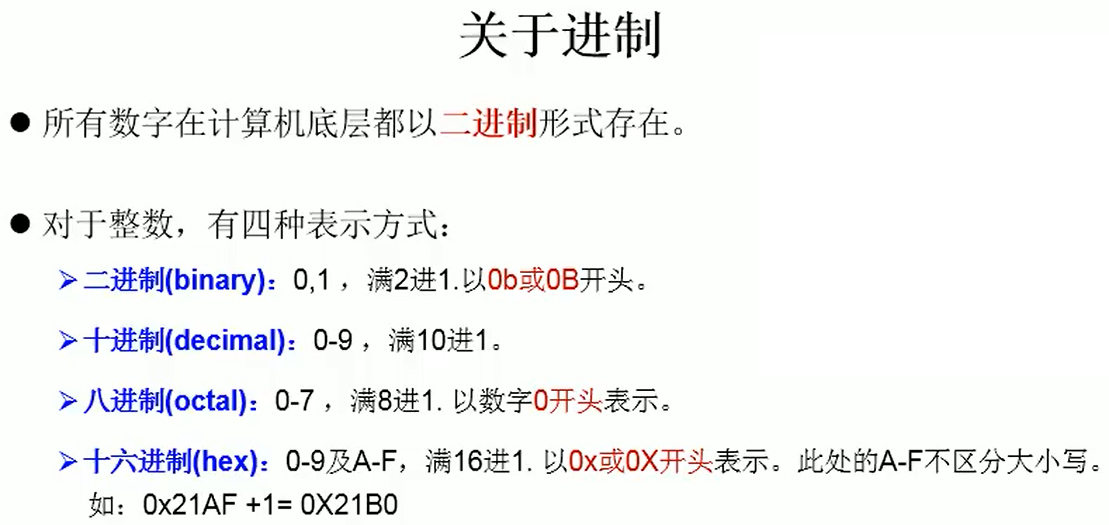 关于进制
● 所有数字在计算机底层都以二进制形式存在。
● 对于整数，有四种表示方式：
➢二进制(binary)：0,1 ，满2进1.以0b或0B开头。
➢十进制(decimal)：0-9 ，满10进1。
➢八进制(octal)：0-7 ，满8进1. 以数字0开头表示。
➢十六进制(hex)：0-9及A-F，满16进1. 以0x或0X开头表示。此处的A-F不区分大小写。
如：0x21AF +1= 0X21B0